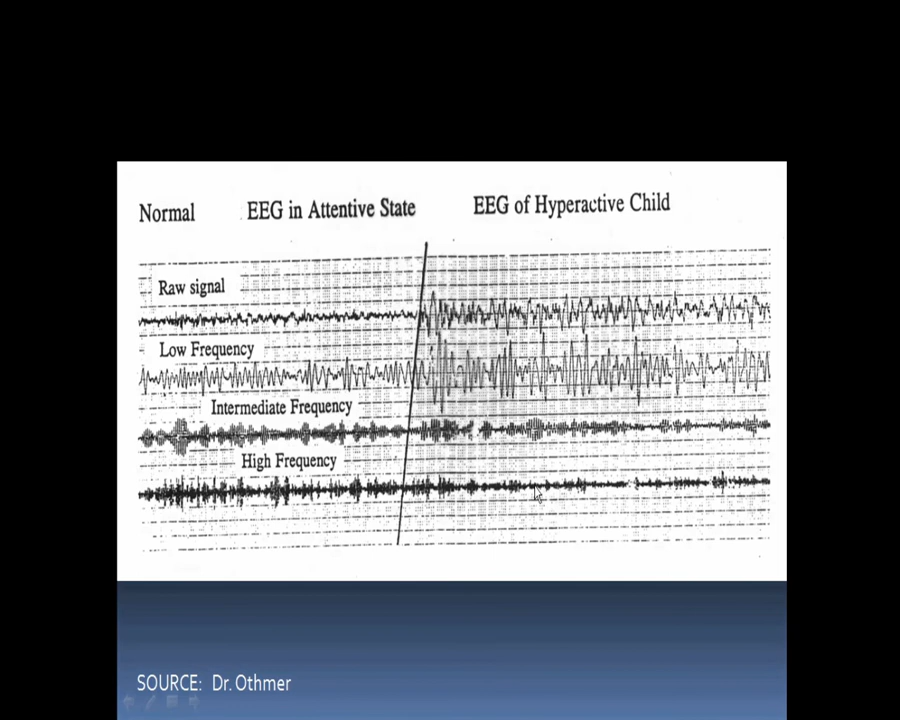 Normal EEG in Attentive State EEG of Hyperactive Child
Raw signal
Low Frequency
Intermediate Frequency
High Frequency
SOURCE: Dr. Othmer